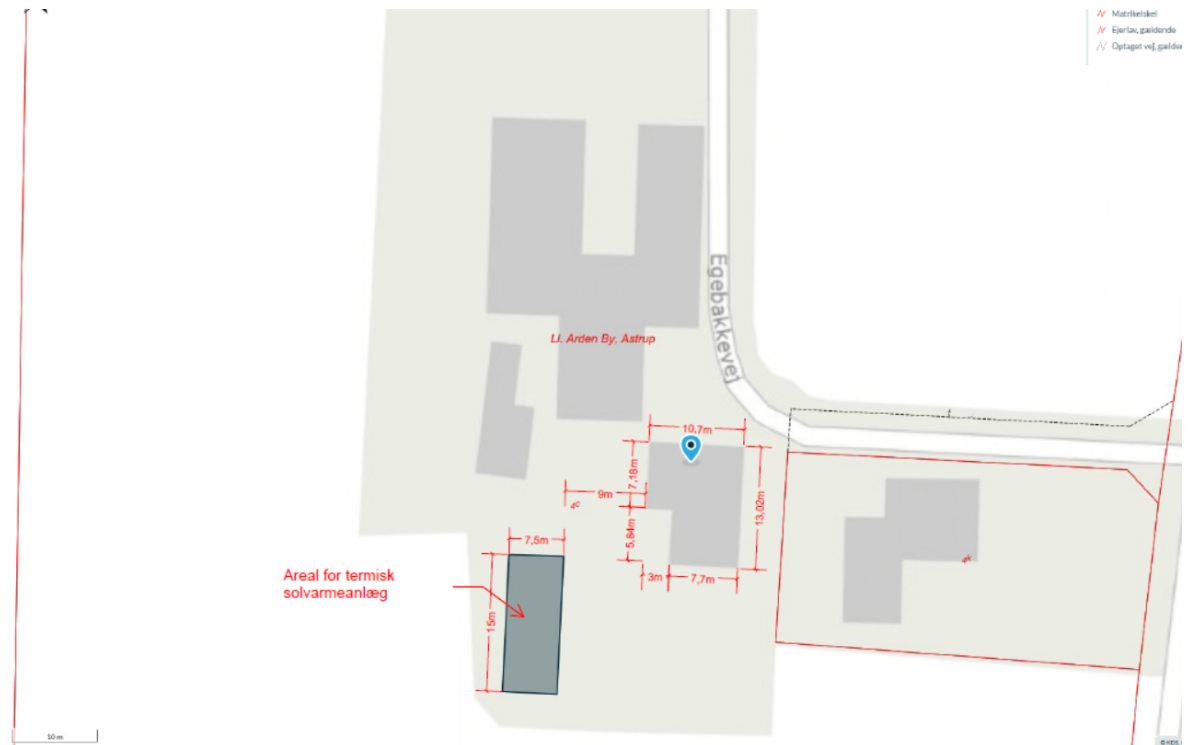 Matrikelskel
Ejerlav, gældende
Optaget vej, gælden
Egebakkevej
Ll. Arden By, Astrup
10,7m
7,18m
13,02m
9m
5,84m
7,5m
3m
7,7m
Areal for termisk
solvarmeanlæg
15m
10 m